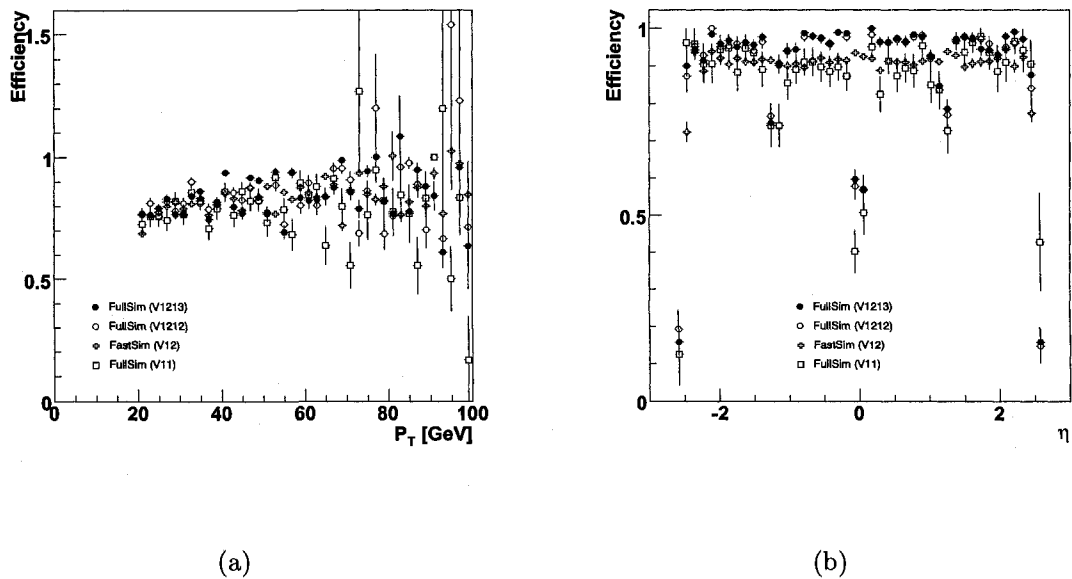 Efficiency
1.5
1
0.5
0
FullSim (V1213)
FullSim (V1212)
FastSim (V12)
FullSim (V11)
0 20 40 60 80 100
P_T [GeV]
(a)
Efficiency
1
0.5
0
FullSim (V1213)
FullSim (V1212)
FastSim (V12)
FullSim (V11)
-2 0 2
η
(b)